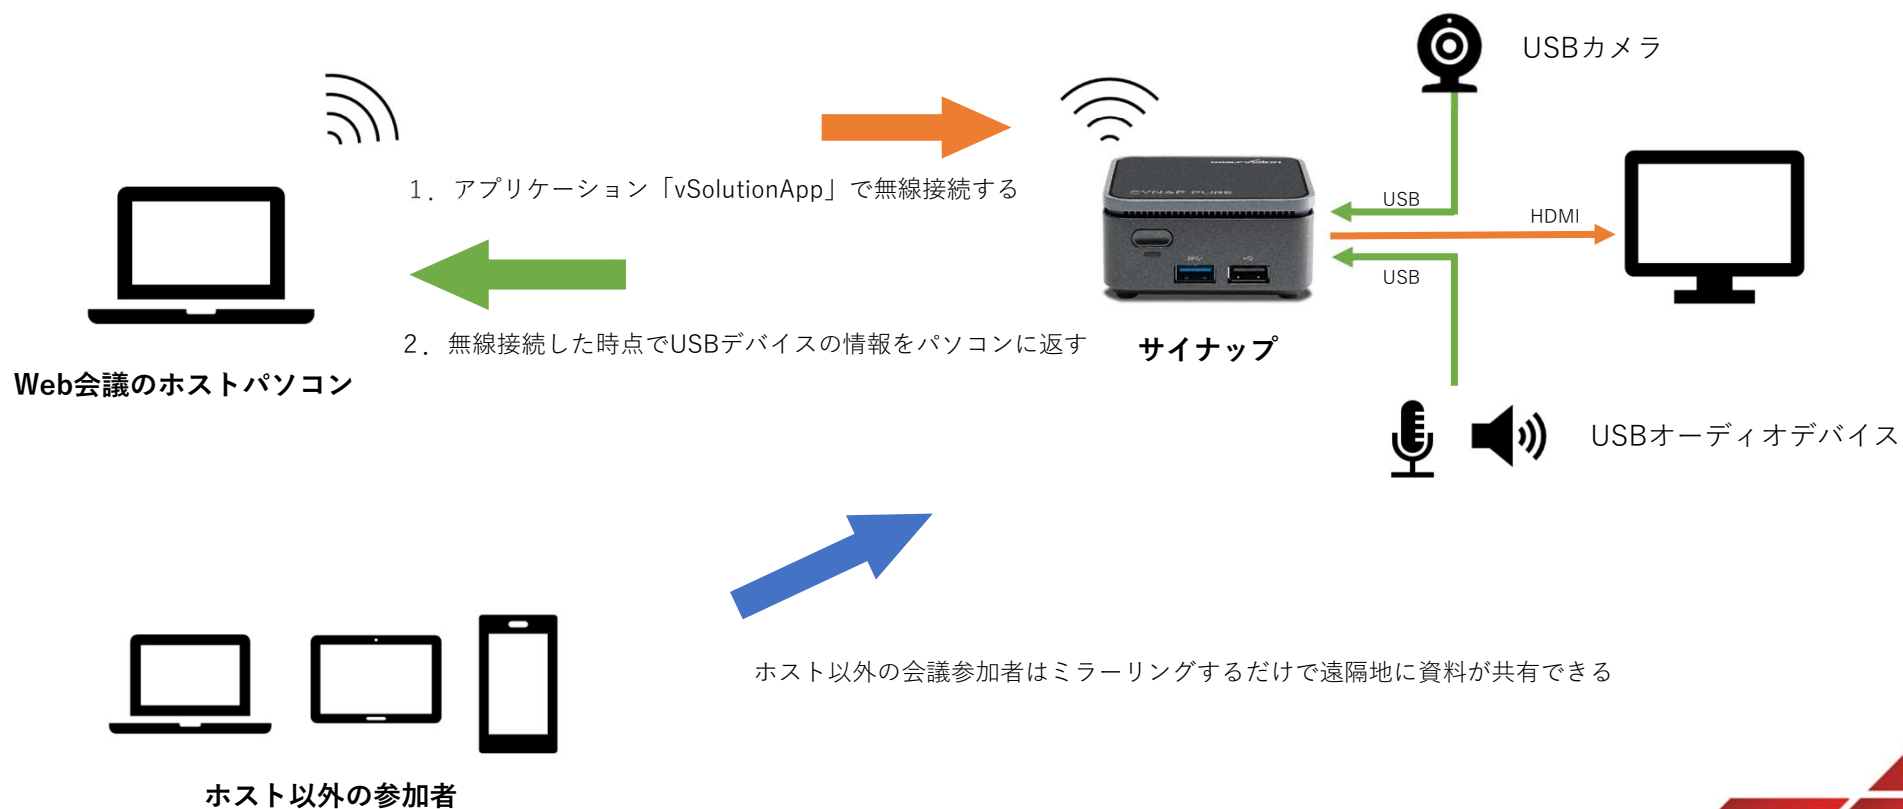 USBカメラ
1．アプリケーション「vSolutionApp」で無線接続する
USB
HDMI
USB
CYNAP PURE
2．無線接続した時点でUSBデバイスの情報をパソコンに返す
サイナップ
Web会議のホストパソコン
USBオーディオデバイス
ホスト以外の会議参加者はミラーリングするだけで遠隔地に資料が共有できる
ホスト以外の参加者